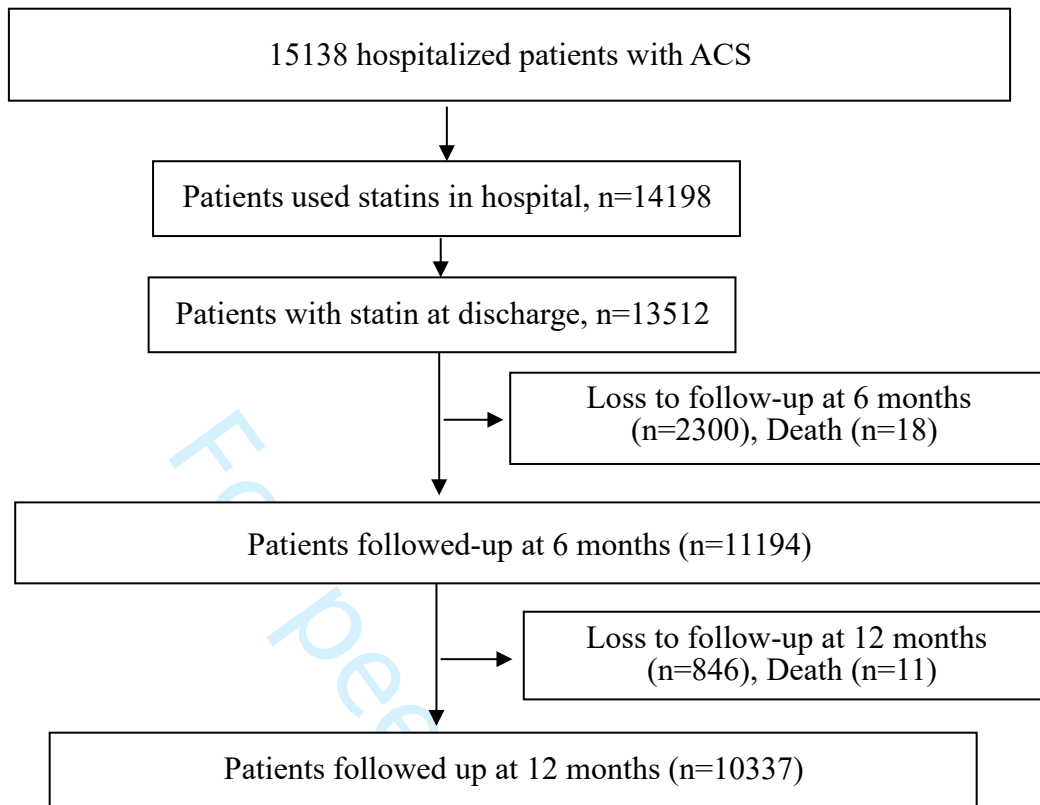 15138 hospitalized patients with ACS
Patients used statins in hospital, n=14198
Patients with statin at discharge, n=13512
Loss to follow-up at 6 months
(n=2300), Death (n=18)
Patients followed-up at 6 months (n=11194)
Loss to follow-up at 12 months
(n=846), Death (n=11)
Patients followed up at 12 months (n=10337)